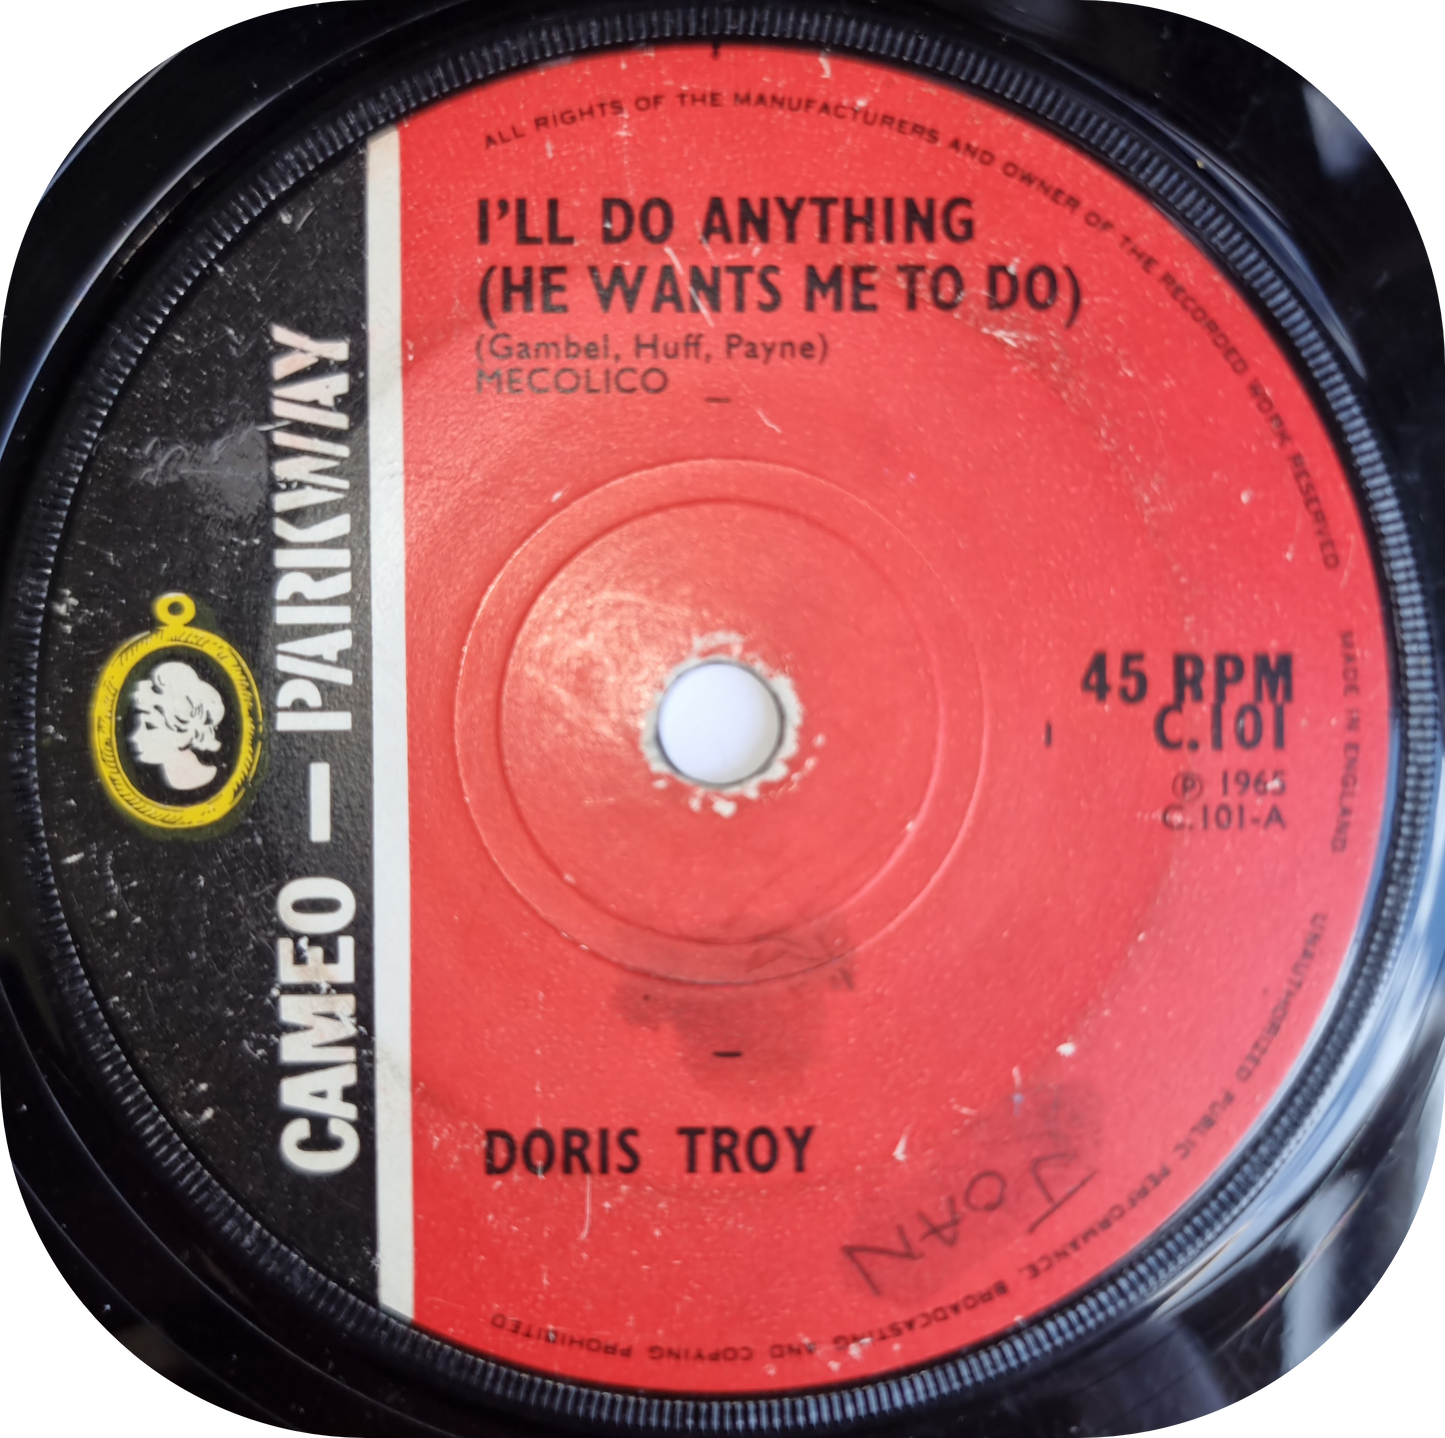 ALL RIGHTS OF THE MANUFACTURERS AND OWNER OF THE RECORDED WORK RESERVED
I'LL DO ANYTHING
(HE WANTS ME TO DO)
(Gambel, Huff, Payne)
MECOLICO
CAMEO – PARKWAY
45 RPM
C.101
℗ 1965
C.101-A
MADE IN ENGLAND
DORIS TROY
JOAN
UNAUTHORIZED PUBLIC PERFORMANCE, BROADCASTING AND COPYING PROHIBITED